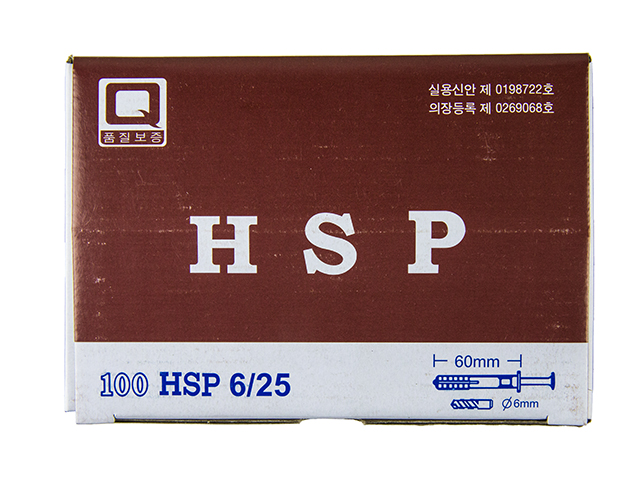 Q
품질보증
실용신안 제 0198722호
의장등록 제 0269068호
HSP
100 HSP 6/25
60mm
Ø6mm